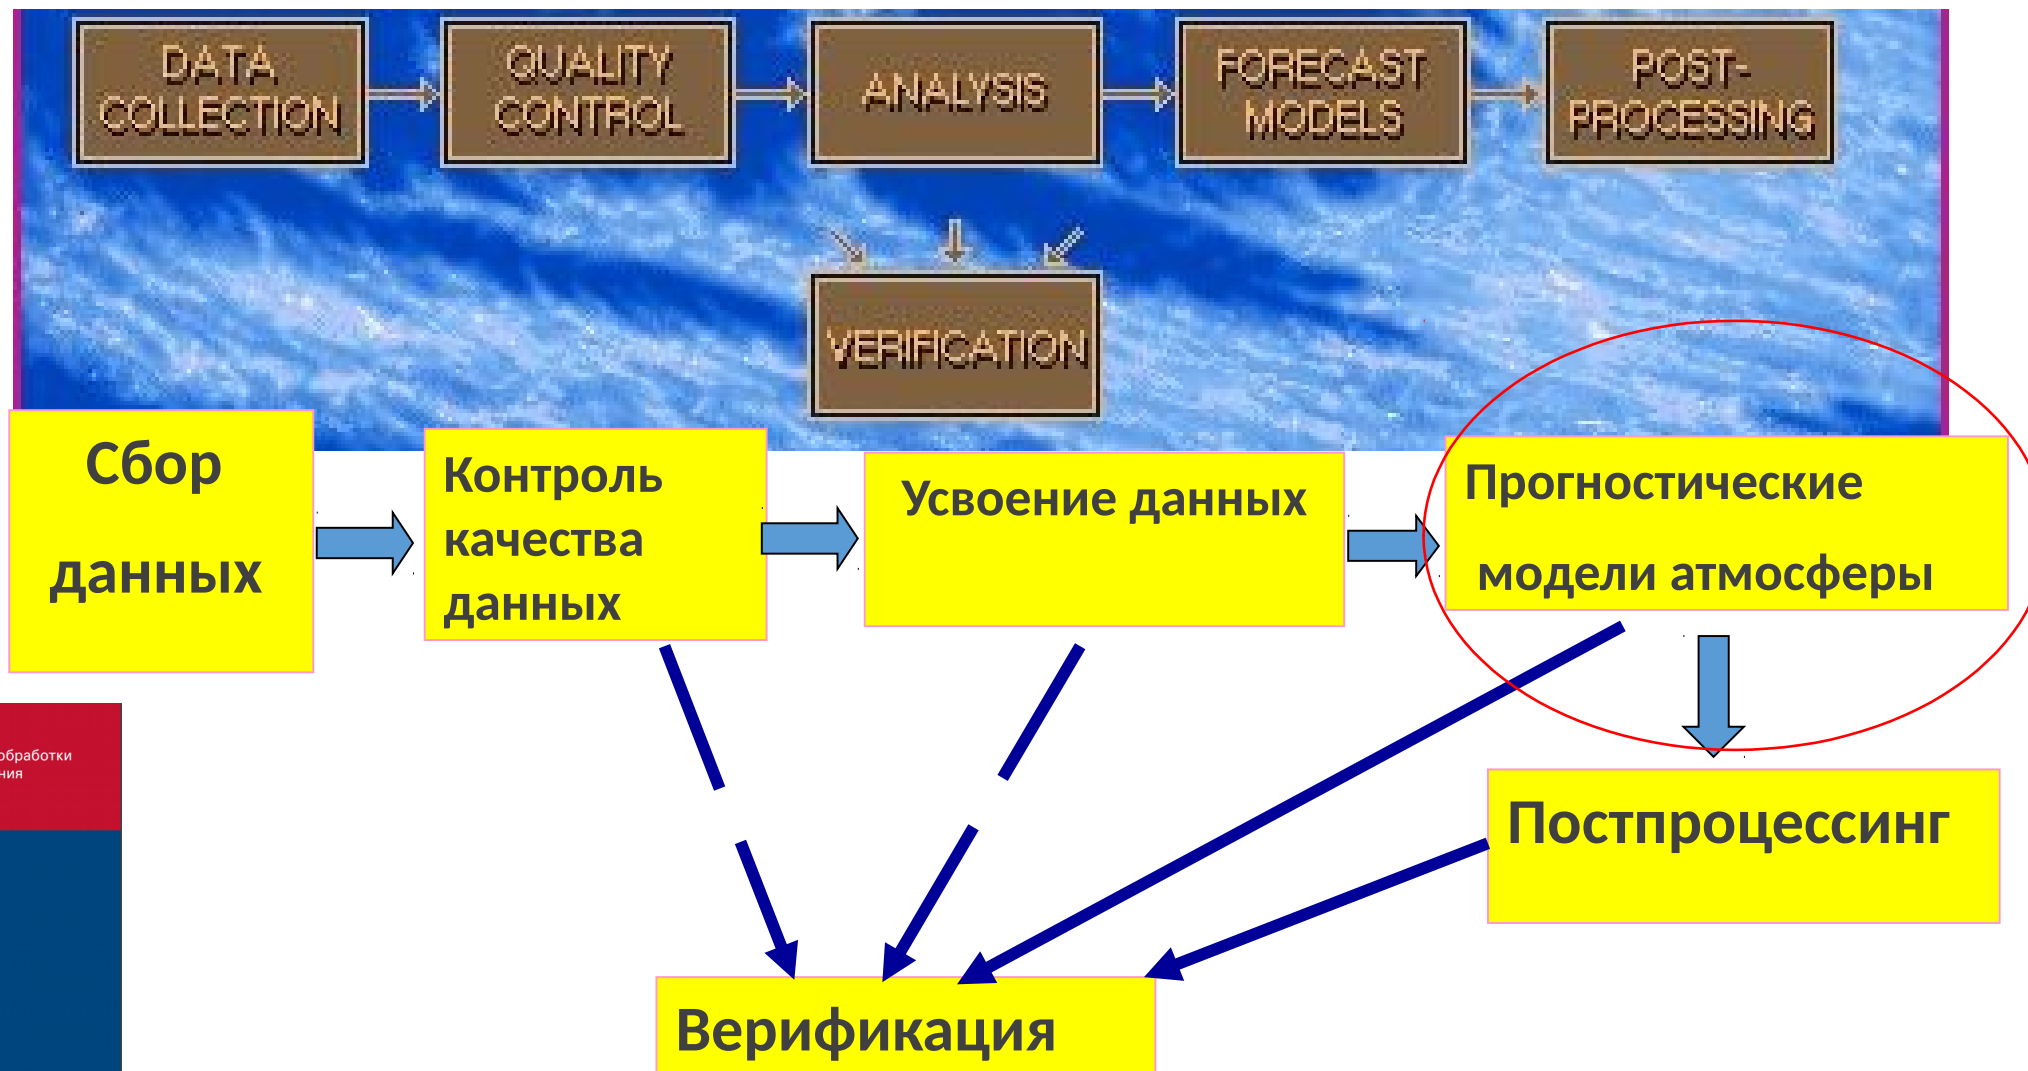 DATA
COLLECTION
QUALITY
CONTROL
ANALYSIS
FORECAST
MODELS
POST-
PROCESSING
VERIFICATION
Сбор
данных
Контроль
качества
данных
Усвоение данных
Прогностические
модели атмосферы
Постпроцессинг
Верификация